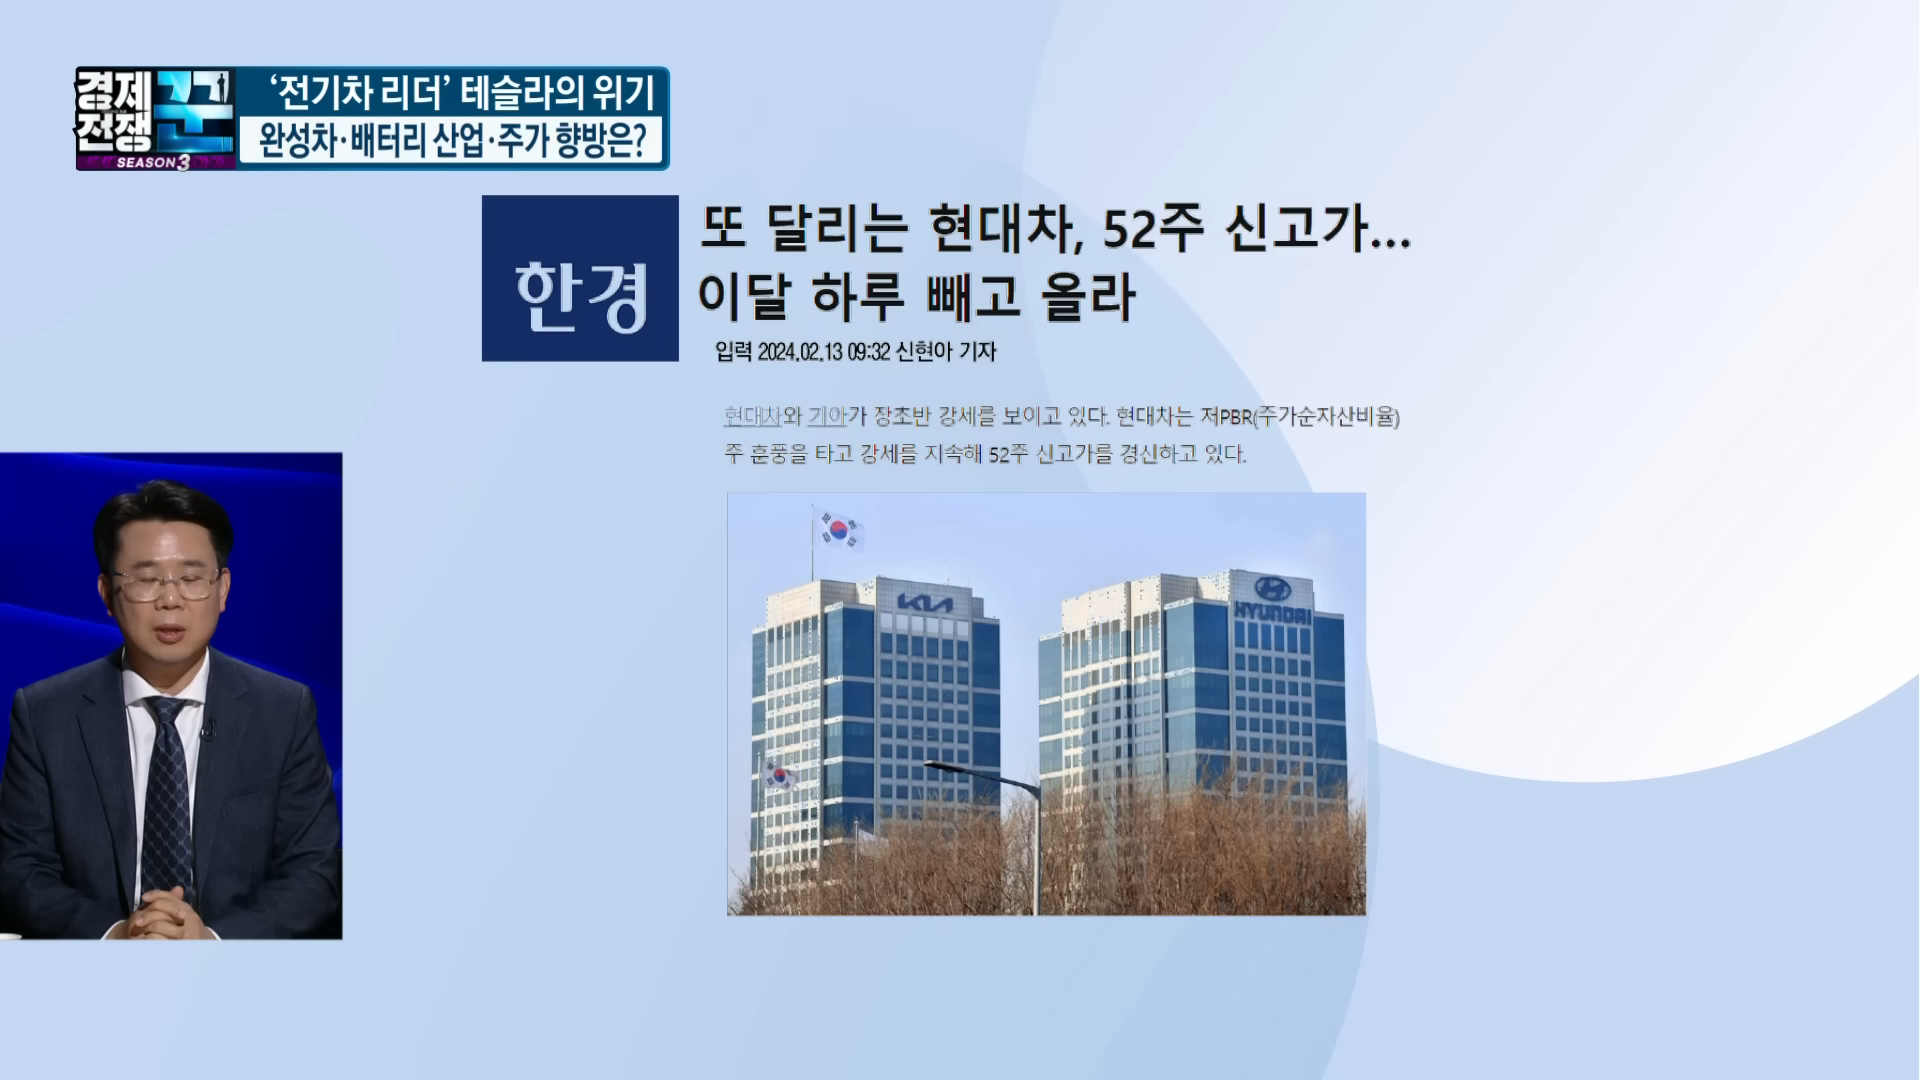 경제
전쟁
꾼
SEASON3
‘전기차 리더’ 테슬라의 위기
완성차·배터리 산업·주가 향방은?
한경
또 달리는 현대차, 52주 신고가...
이달 하루 빼고 올라
입력 2024.02.13 09:32 신현아 기자
현대차와 기아가 장초반 강세를 보이고 있다. 현대차는 저PBR(주가순자산비율)
주 훈풍을 타고 강세를 지속해 52주 신고가를 경신하고 있다.
KIA
HYUNDAI